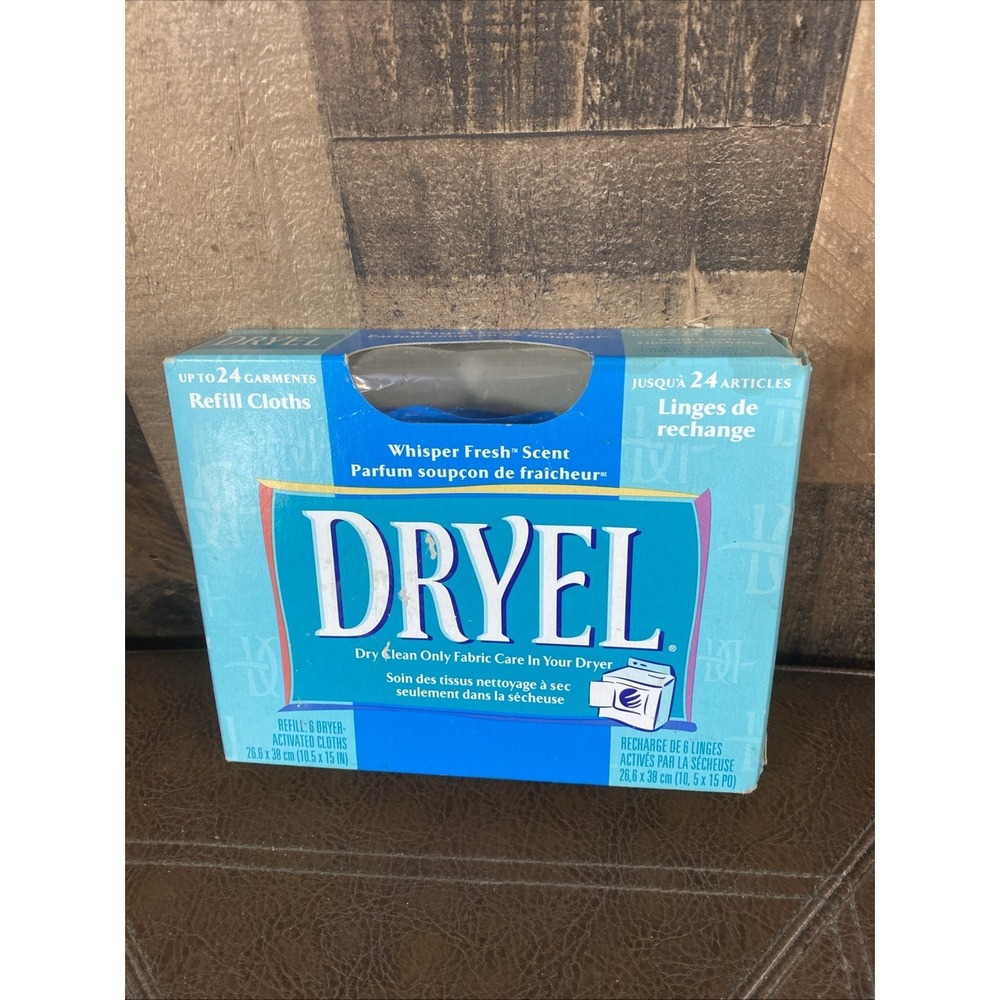 DRYEL
UP TO 24 GARMENTS
Refill Cloths
JUSQU'À 24 ARTICLES
Linges de
rechange
Whisper Fresh™ Scent
Parfum soupçon de fraîcheur
DRYEL®
Dry Clean Only Fabric Care In Your Dryer
Soin des tissus nettoyage à sec
seulement dans la sécheuse
REFILL: 6 DRYER-
ACTIVATED CLOTHS
26.6 x 38 cm (10.5 x 15 IN)
RECHARGE DE 6 LINGES
ACTIVÉS PAR LA SÉCHEUSE
26,6 x 38 cm (10, 5 x 15 PO)